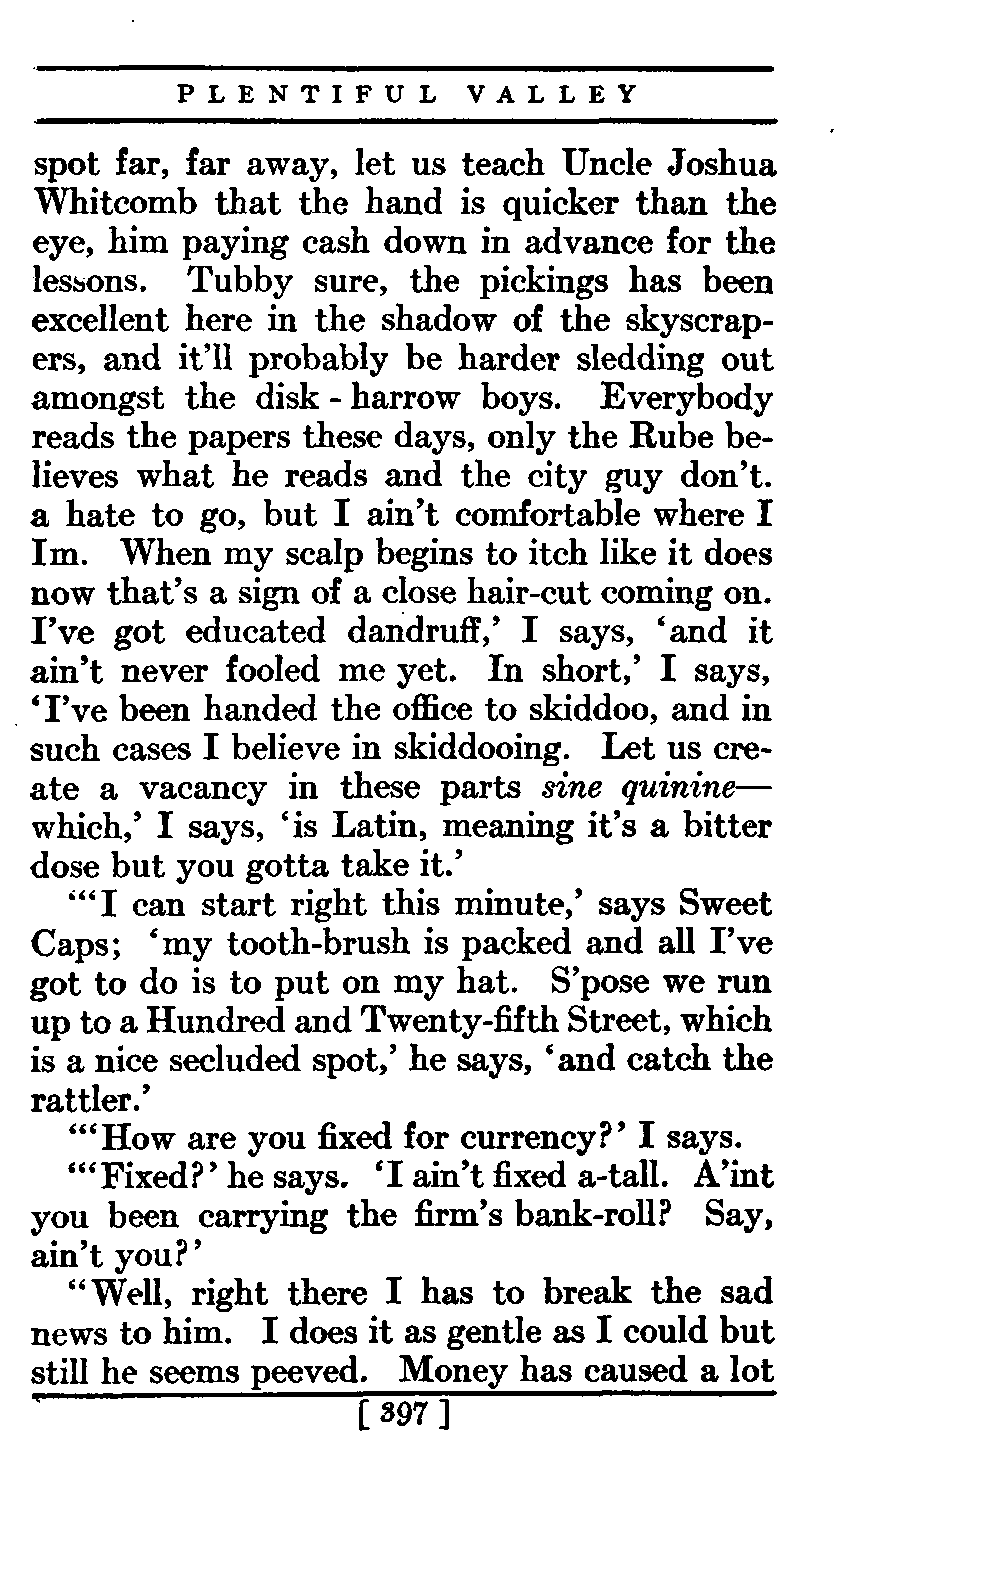 PLENTIFUL VALLEY
spot far, far away, let us teach Uncle Joshua
Whitcomb that the hand is quicker than the
eye, him paying cash down in advance for the
lessons. Tubby sure, the pickings has been
excellent here in the shadow of the skyscrap-
ers, and it'll probably be harder sledding out
amongst the disk - harrow boys. Everybody
reads the papers these days, only the Rube be-
lieves what he reads and the city guy don't.
a hate to go, but I ain't comfortable where I
Im. When my scalp begins to itch like it does
now that's a sign of a close hair-cut coming on.
I've got educated dandruff,' I says, 'and it
ain't never fooled me yet. In short,' I says,
'I've been handed the office to skiddoo, and in
such cases I believe in skiddooing. Let us cre-
ate a vacancy in these parts sine quinine—
which,' I says, 'is Latin, meaning it's a bitter
dose but you gotta take it.'
"'I can start right this minute,' says Sweet
Caps; 'my tooth-brush is packed and all I've
got to do is to put on my hat. S'pose we run
up to a Hundred and Twenty-fifth Street, which
is a nice secluded spot,' he says, 'and catch the
rattler.'
"'How are you fixed for currency?' I says.
"'Fixed?' he says. 'I ain't fixed a-tall. A'int
you been carrying the firm's bank-roll? Say,
ain't you?'
"Well, right there I has to break the sad
news to him. I does it as gentle as I could but
still he seems peeved. Money has caused a lot
[ 397 ]